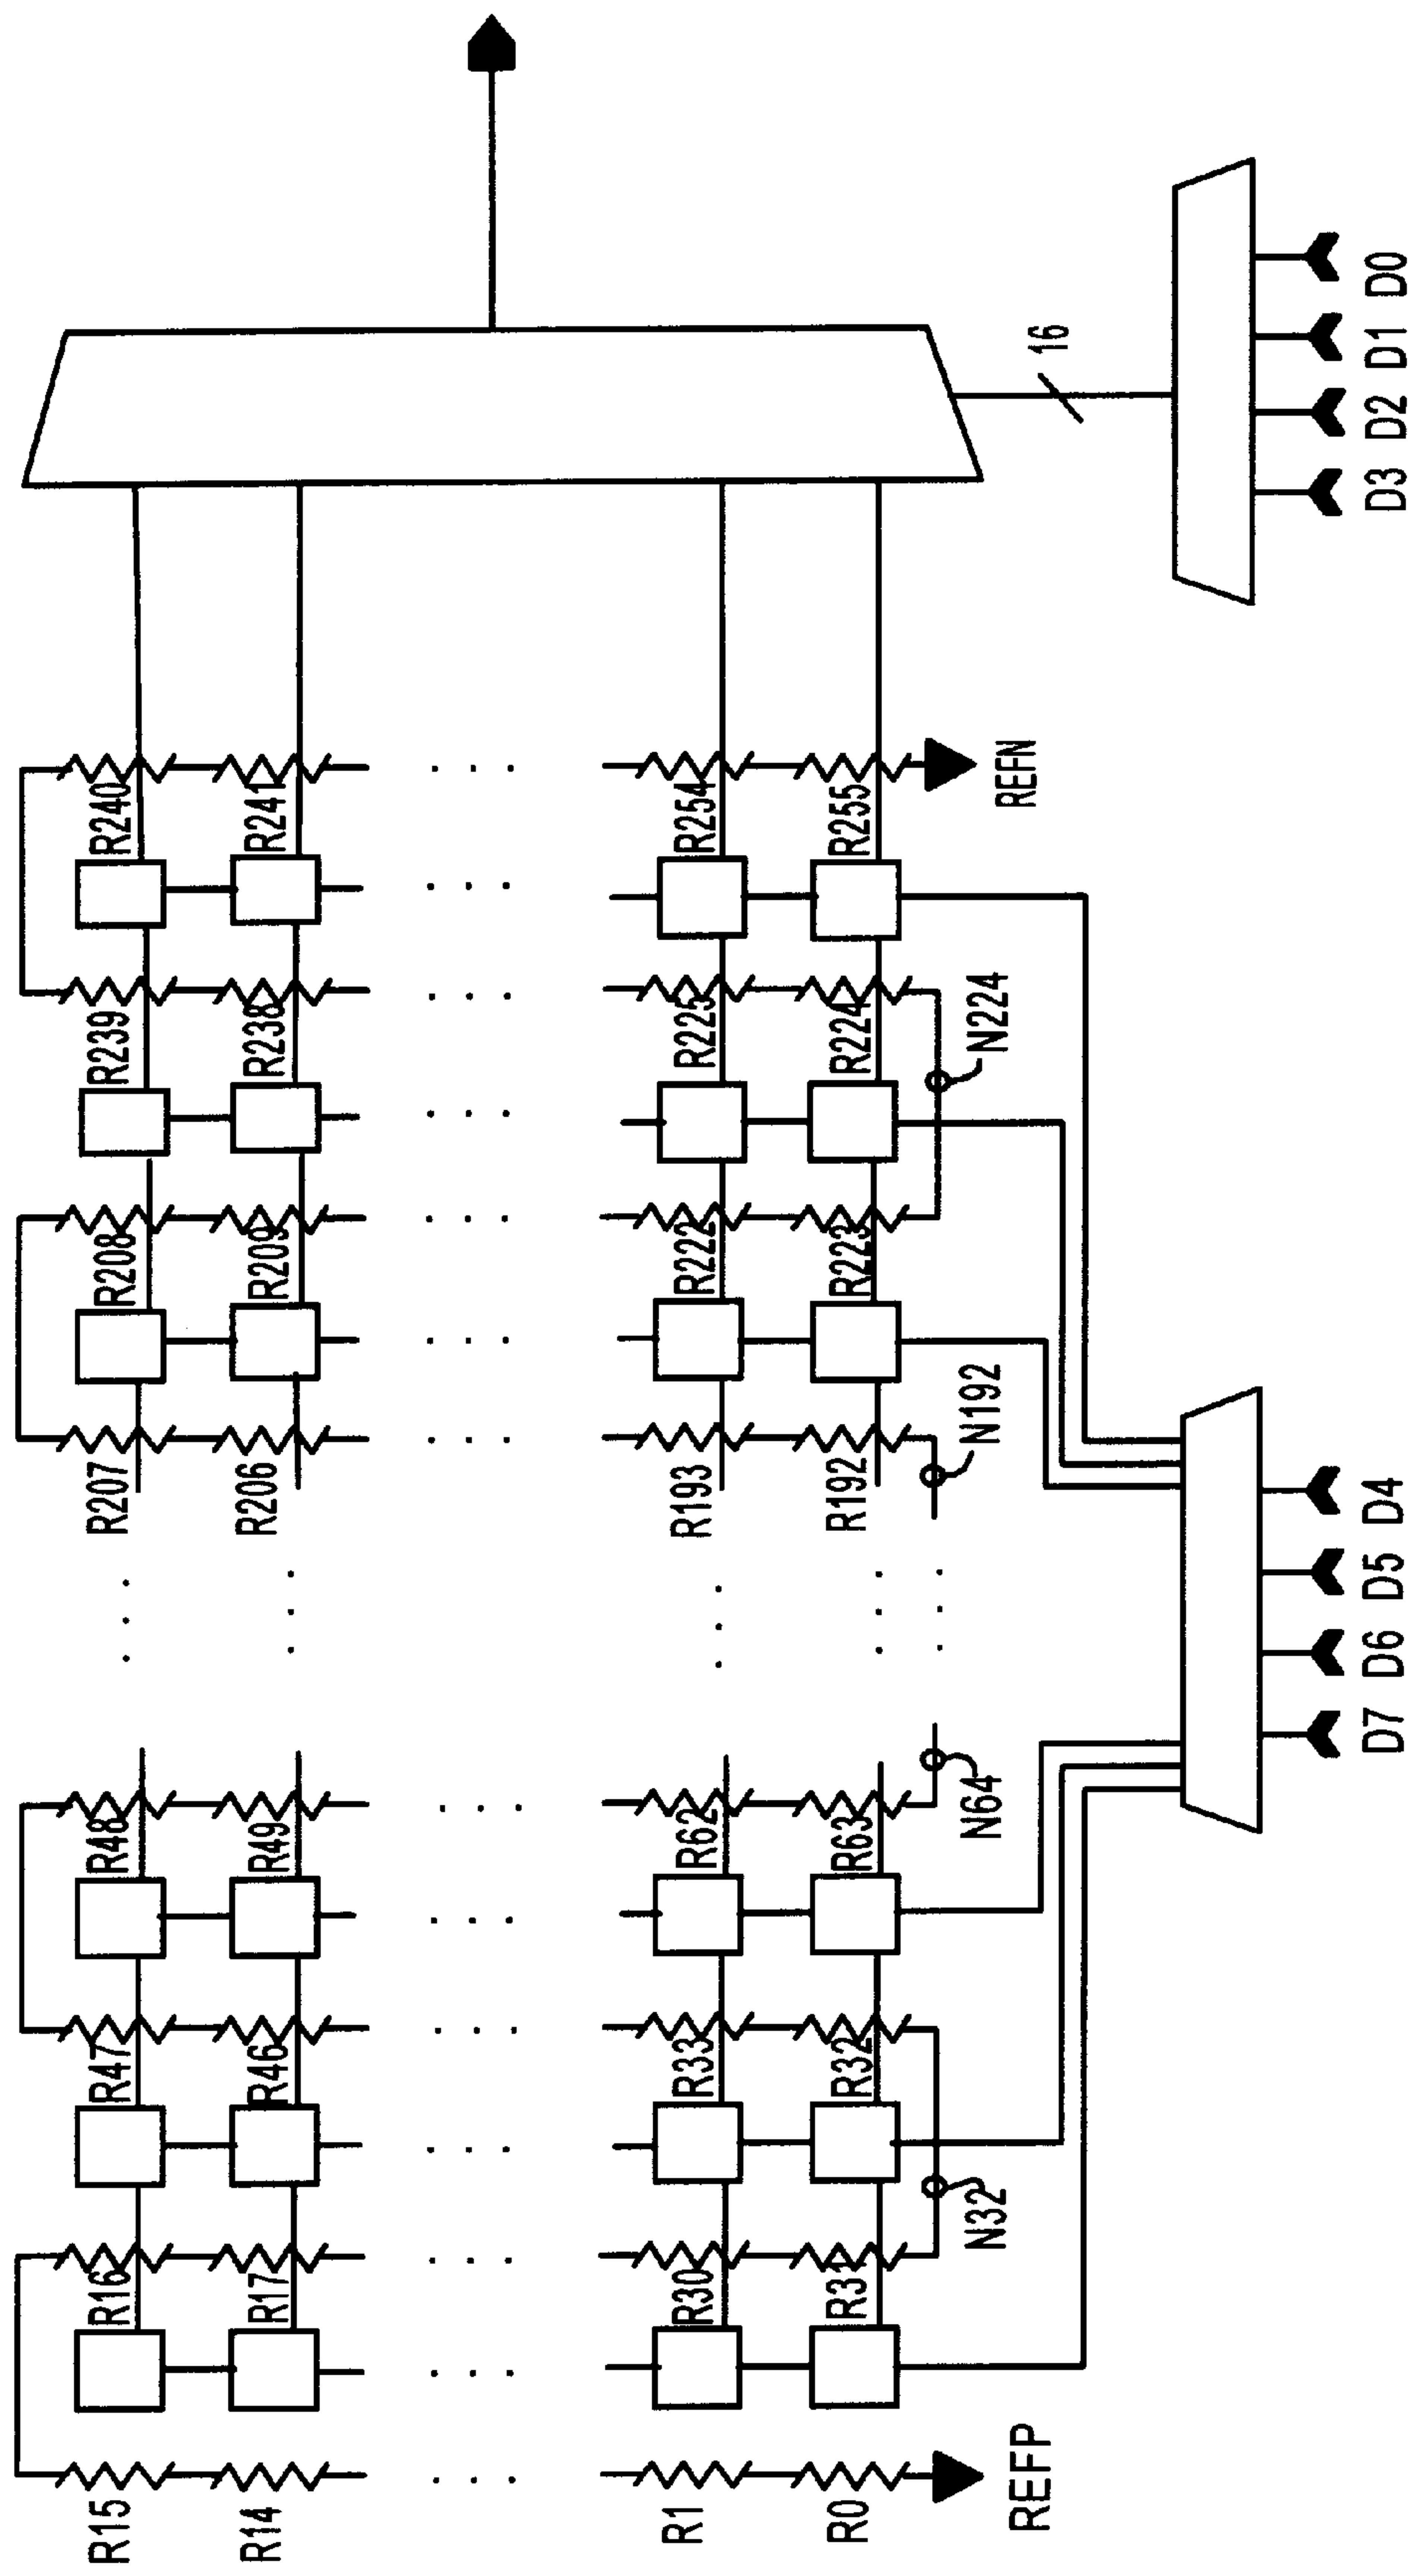 R15 R16 R47 R48 R207 R208 R239 R240
R14 R17 R46 R49 R206 R209 R238 R241
R1 R30 R33 R62 R193 R222 R225 R254
R0 R31 R32 R63 R192 R223 R224 R255
REFP N32 N64 N192 N224 REFN
16
D7 D6 D5 D4 D3 D2 D1 D0